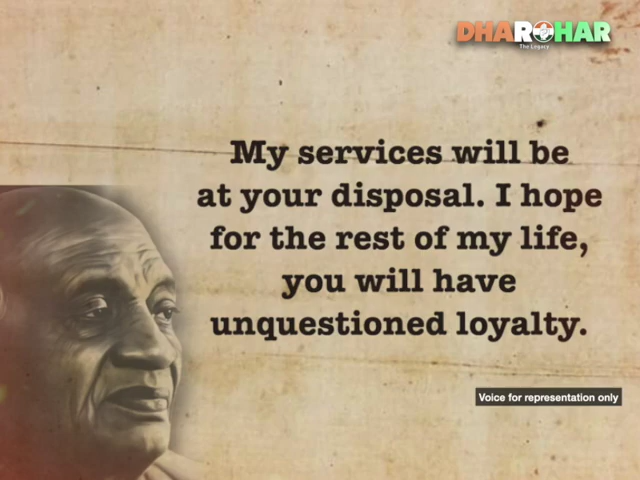 DHAROHAR
The Legacy
My services will be
at your disposal. I hope
for the rest of my life,
you will have
unquestioned loyalty.
Voice for representation only